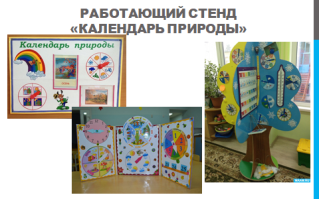 РАБОТАЮЩИЙ СТЕНД
«КАЛЕНДАРЬ ПРИРОДЫ»
Календарь природы